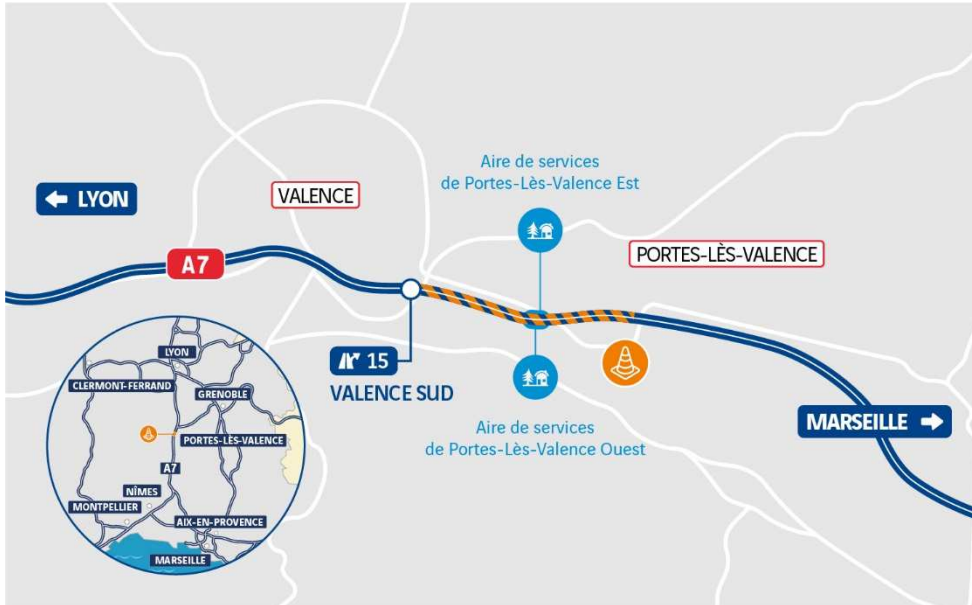 Aire de services
de Portes-Lès-Valence Est
LYON
VALENCE
PORTES-LÈS-VALENCE
A7
15
VALENCE SUD
MARSEILLE
Aire de services
de Portes-Lès-Valence Ouest
LYON
CLERMONT-FERRAND
GRENOBLE
PORTES-LÈS-VALENCE
A7
NÎMES
MONTPELLIER
AIX-EN-PROVENCE
MARSEILLE